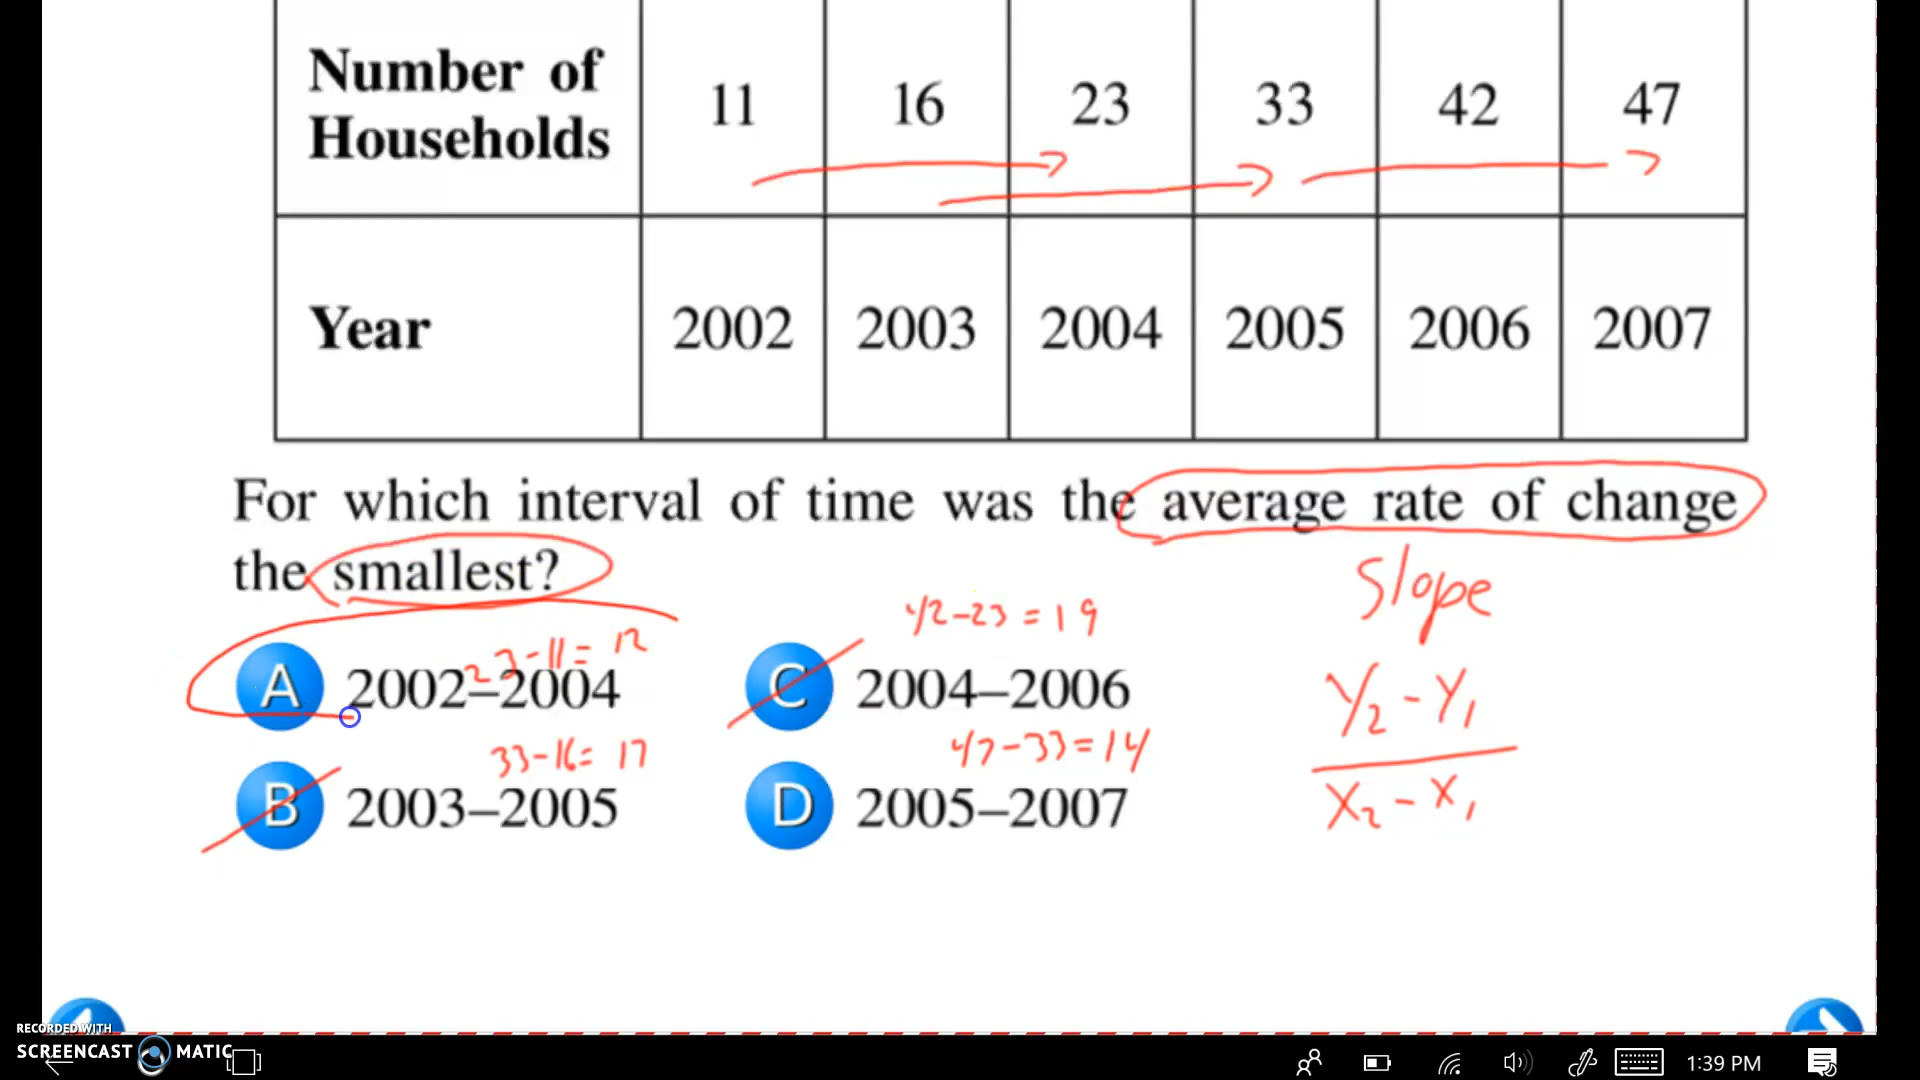 Number of Households 11 16 23 33 42 47
Year 2002 2003 2004 2005 2006 2007
For which interval of time was the average rate of change
the smallest?
Slope
42-23=19
23-11=12
A 2002–2004 C 2004–2006
Y2-Y1
33-16=17 47-33=14
B 2003–2005 D 2005–2007
X2-X1
RECORDED WITH
SCREENCAST MATIC
1:39 PM